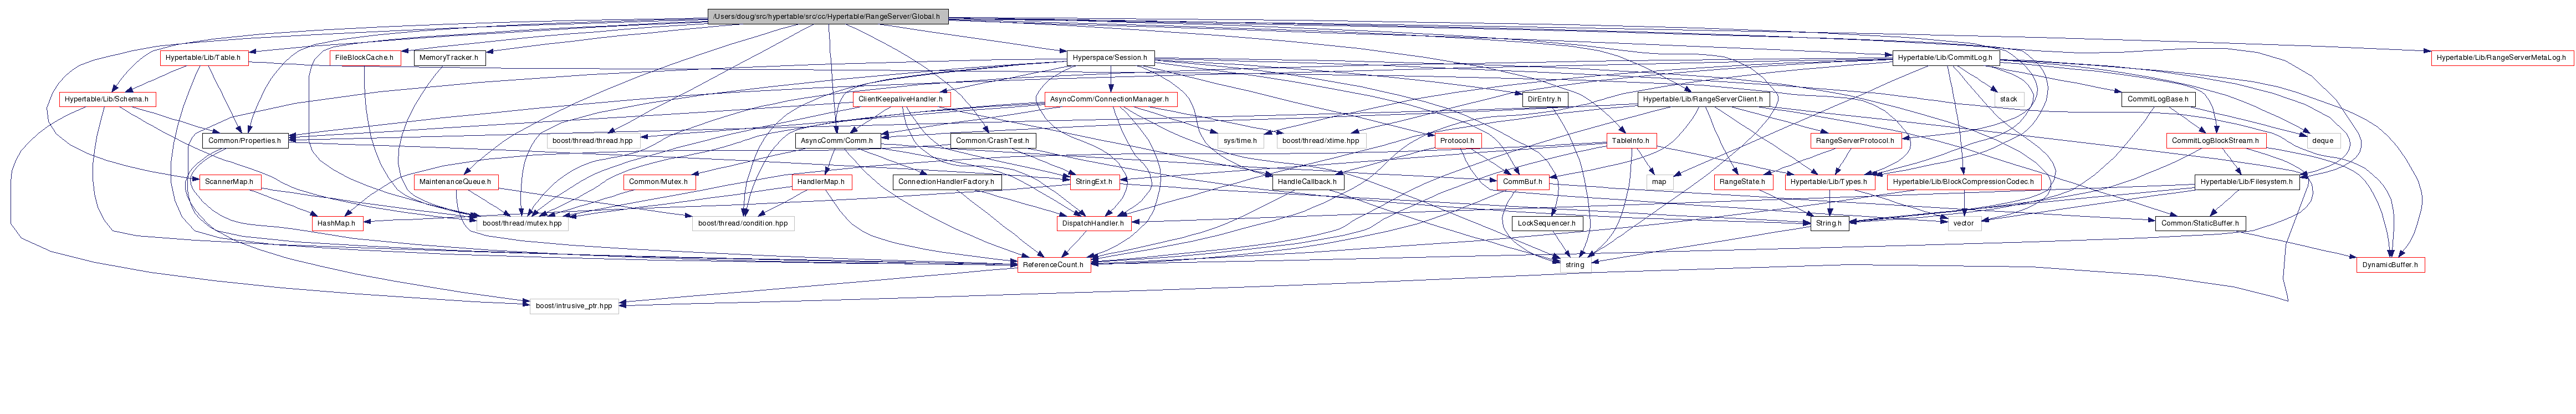 /Users/doug/src/hypertable/src/cc/Hypertable/RangeServer/Global.h
Hypertable/Lib/Table.h
FileBlockCache.h
MemoryTracker.h
Hyperspace/Session.h
Hypertable/Lib/CommitLog.h
Hypertable/Lib/RangeServerMetaLog.h
Hypertable/Lib/Schema.h
ClientKeepaliveHandler.h
AsyncComm/ConnectionManager.h
DirEntry.h
Hypertable/Lib/RangeServerClient.h
stack
CommitLogBase.h
Common/Properties.h
boost/thread/thread.hpp
AsyncComm/Comm.h
Common/CrashTest.h
sys/time.h
boost/thread/xtime.hpp
Protocol.h
TableInfo.h
RangeServerProtocol.h
CommitLogBlockStream.h
deque
ScannerMap.h
MaintenanceQueue.h
Common/Mutex.h
HandlerMap.h
ConnectionHandlerFactory.h
StringExt.h
HandleCallback.h
CommBuf.h
map
RangeState.h
Hypertable/Lib/Types.h
Hypertable/Lib/BlockCompressionCodec.h
Hypertable/Lib/Filesystem.h
HashMap.h
boost/thread/mutex.hpp
boost/thread/condition.hpp
DispatchHandler.h
LockSequencer.h
String.h
vector
Common/StaticBuffer.h
ReferenceCount.h
string
DynamicBuffer.h
boost/intrusive_ptr.hpp